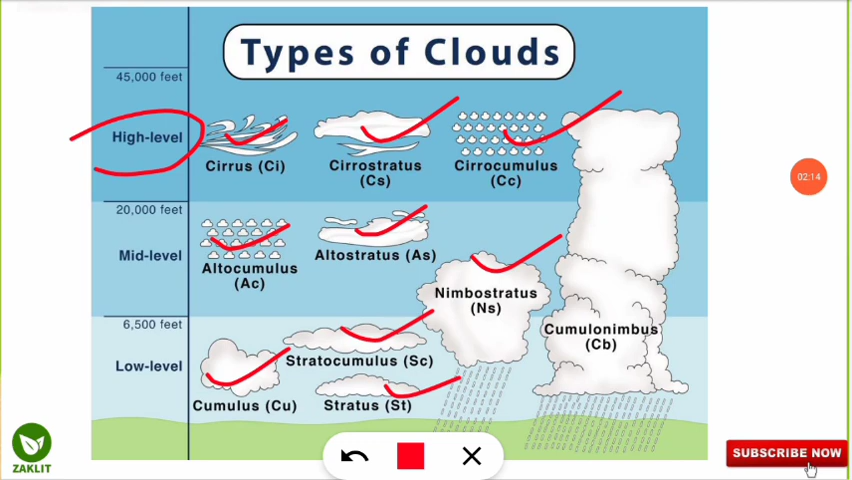 Types of Clouds
45,000 feet
High-level
Cirrus (Ci)
Cirrostratus
(Cs)
Cirrocumulus
(Cc)
20,000 feet
Mid-level
Altocumulus
(Ac)
Altostratus (As)
Nimbostratus
(Ns)
6,500 feet
Low-level
Cumulus (Cu)
Stratocumulus (Sc)
Stratus (St)
Cumulonimbus
(Cb)
02:14
ZAKLIT
SUBSCRIBE NOW